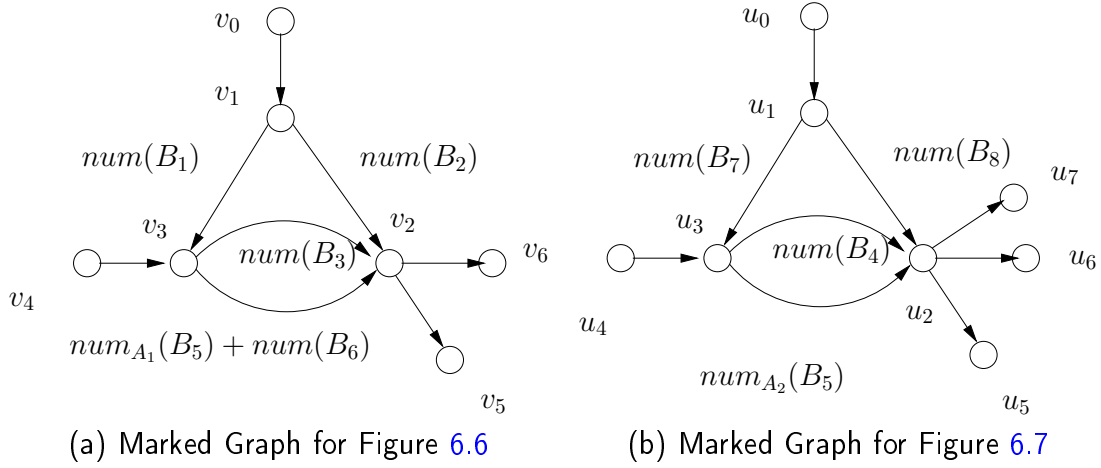 v0
v1
num(B1)
num(B2)
v3
v2
num(B3)
v6
v4
numA1(B5) + num(B6)
v5
(a) Marked Graph for Figure 6.6
u0
u1
num(B7)
num(B8)
u7
u3
num(B4)
u6
u2
u4
numA2(B5)
u5
(b) Marked Graph for Figure 6.7